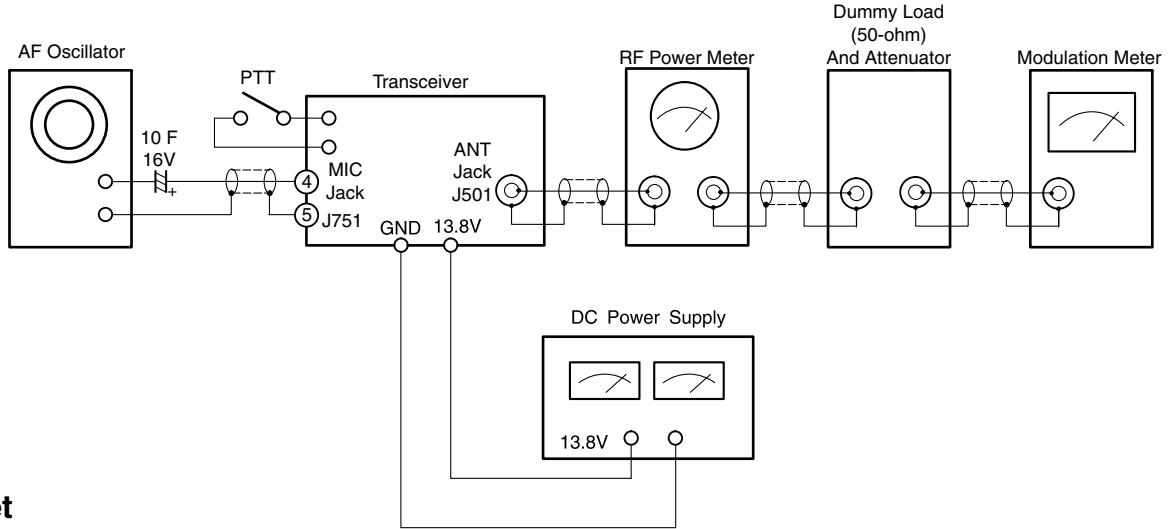 Dummy Load
(50-ohm)
AF Oscillator
RF Power Meter
And Attenuator
Modulation Meter
PTT
Transceiver
10 F
16V
+
4
MIC
Jack
5
J751
ANT
Jack
J501
GND
13.8V
DC Power Supply
13.8V
et